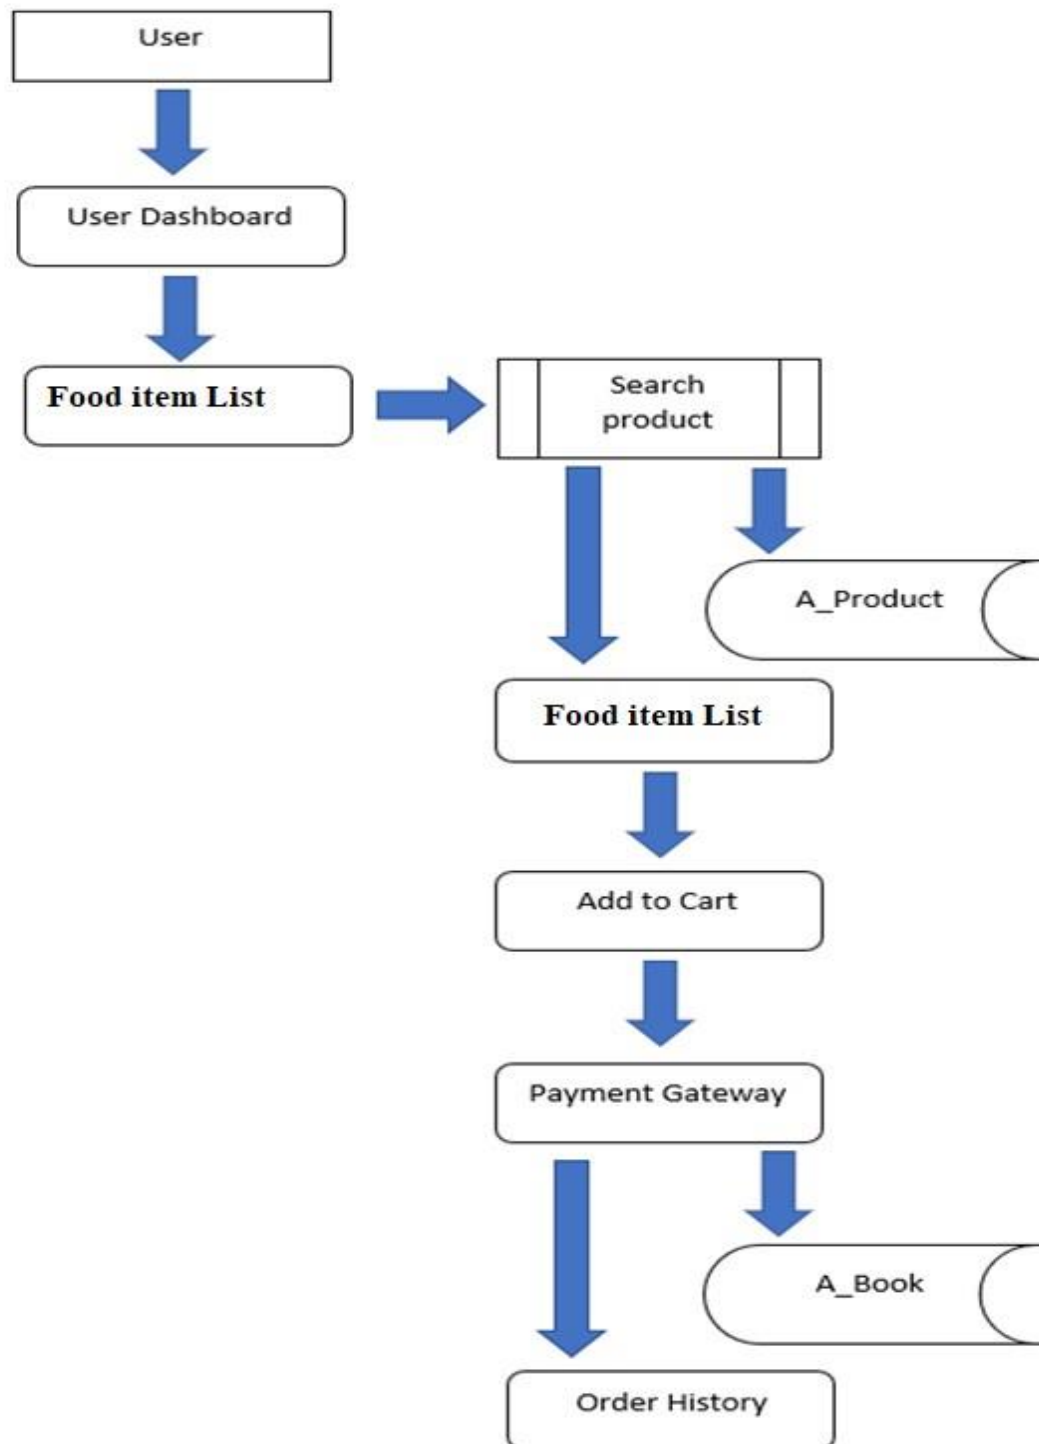 User
User Dashboard
Food item List
Search
product
A_Product
Food item List
Add to Cart
Payment Gateway
A_Book
Order History